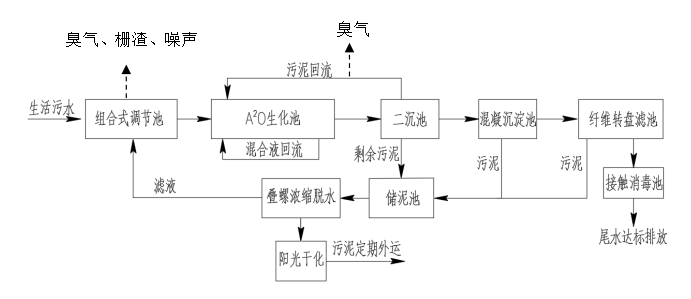 臭气、栅渣、噪声
臭气
污泥回流
生活污水
组合式调节池
A²O生化池
二沉池
混凝沉淀池
纤维转盘滤池
混合液回流
剩余污泥
污泥
污泥
滤液
叠螺浓缩脱水
储泥池
接触消毒池
尾水达标排放
阳光干化
污泥定期外运